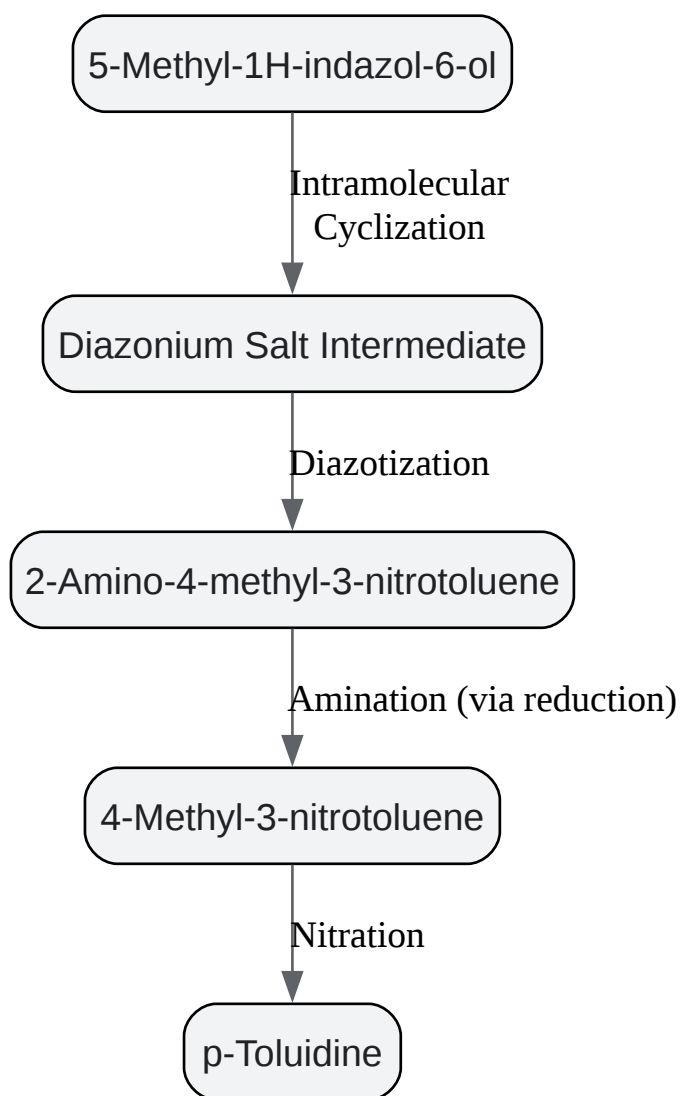 5-Methyl-1H-indazol-6-ol
Intramolecular
Cyclization
Diazonium Salt Intermediate
Diazotization
2-Amino-4-methyl-3-nitrotoluene
Amination (via reduction)
4-Methyl-3-nitrotoluene
Nitration
p-Toluidine